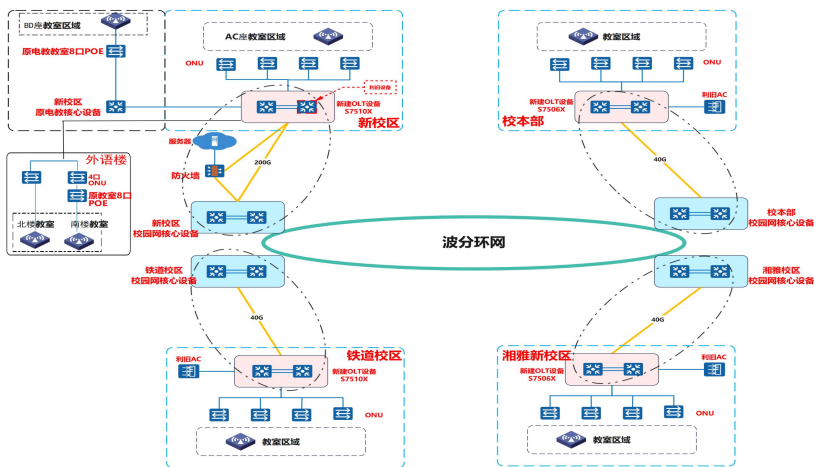 BD座教室区域
原电教教室8口POE
新校区
原电教核心设备
AC座教室区域
ONU
利旧设备
新建OLT设备
S7510X
新校区
服务器
防火墙
200G
新校区
校园网核心设备
外语楼
4口
ONU
原教室8口
POE
北楼教室
南楼教室
教室区域
ONU
新建OLT设备
S7506X
利旧AC
校本部
40G
校本部
校园网核心设备
波分环网
铁道校区
校园网核心设备
40G
铁道校区
利旧AC
新建OLT设备
S7510X
ONU
教室区域
湘雅校区
校园网核心设备
40G
湘雅新校区
利旧AC
新建OLT设备
S7506X
ONU
教室区域